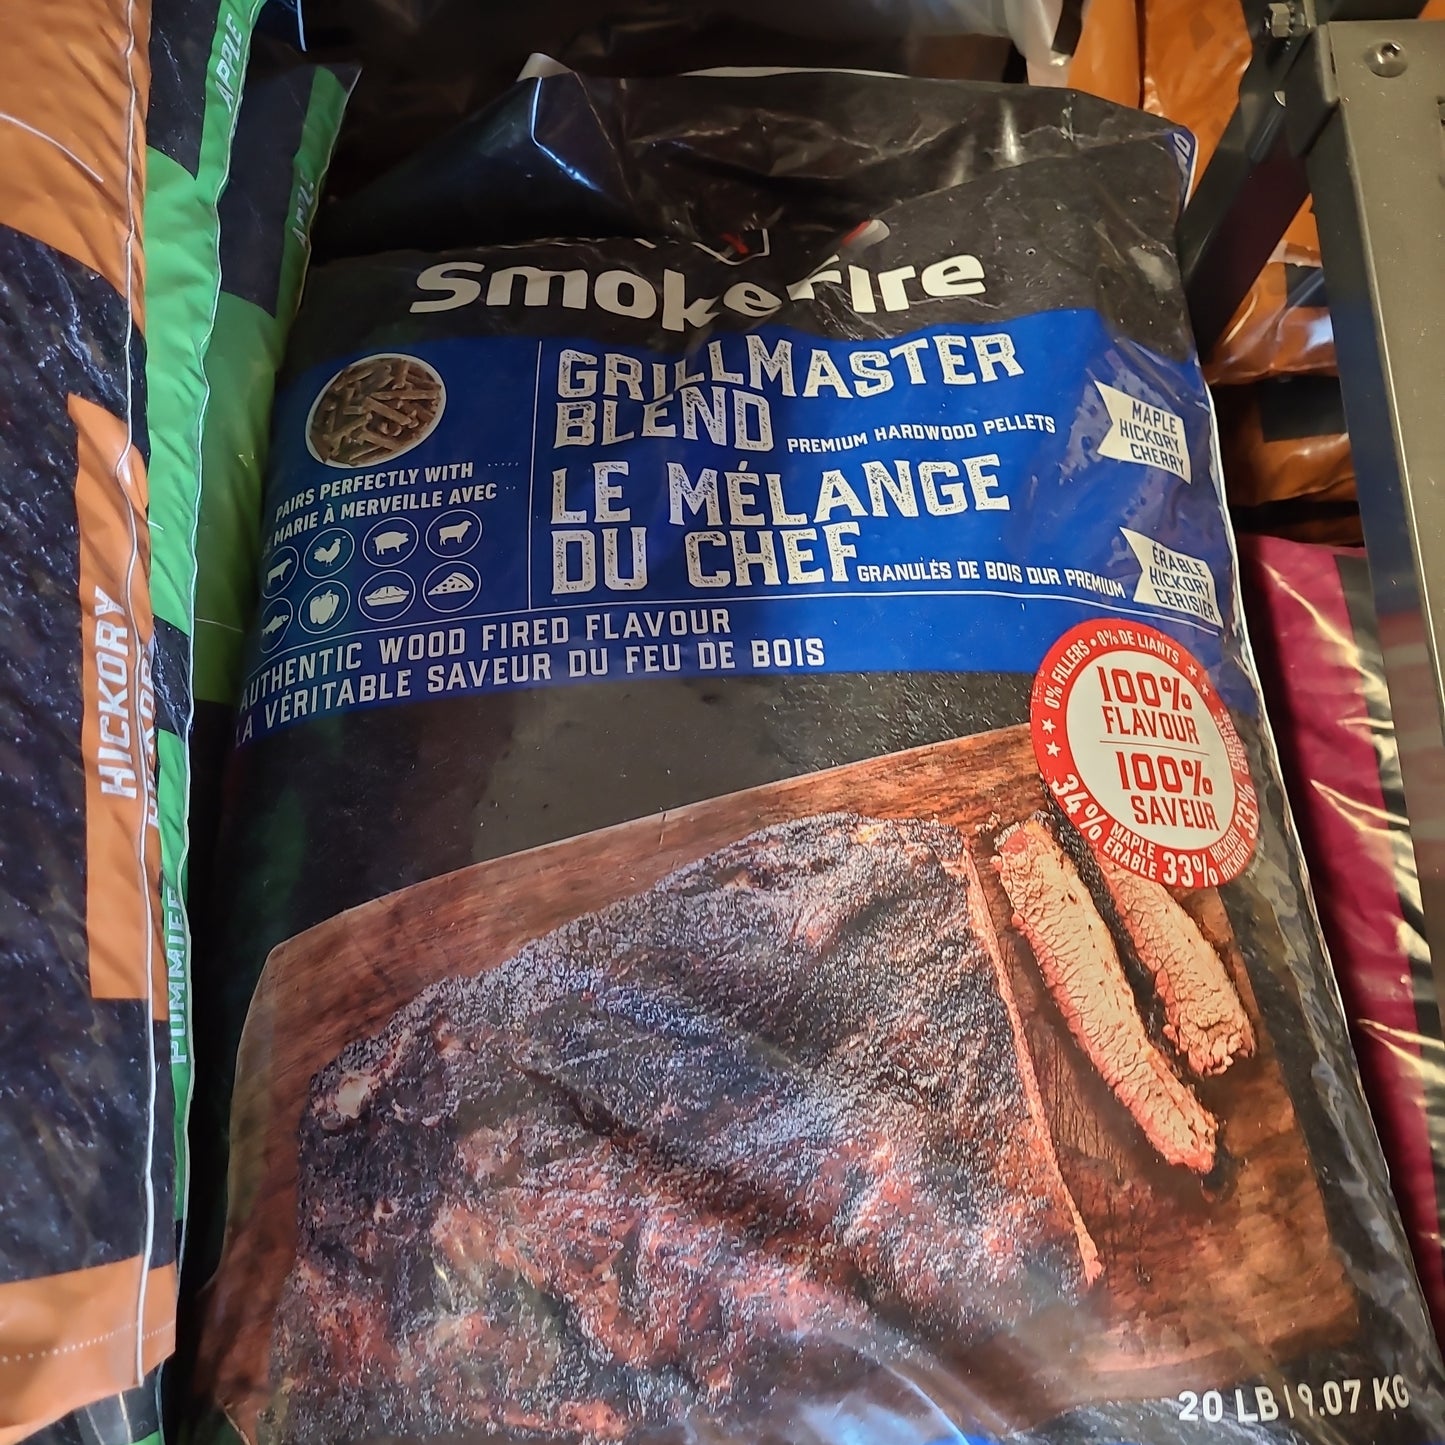 APPLE
APPLE
HICKORY
POMMIER
smokefire
GRILLMASTER
BLEND PREMIUM HARDWOOD PELLETS
LE MÉLANGE
DU CHEF GRANULÉS DE BOIS DUR PREMIUM
MAPLE
HICKORY
CHERRY
ÉRABLE
HICKORY
CERISIER
PAIRS PERFECTLY WITH
MARIE À MERVEILLE AVEC
AUTHENTIC WOOD FIRED FLAVOUR
LA VÉRITABLE SAVEUR DU FEU DE BOIS
0% FILLERS • 0% DE LIANTS
100%
FLAVOUR
100%
SAVEUR
34% MAPLE
ÉRABLE
33% HICKORY
HICKORY
33%
20 LB | 9.07 KG